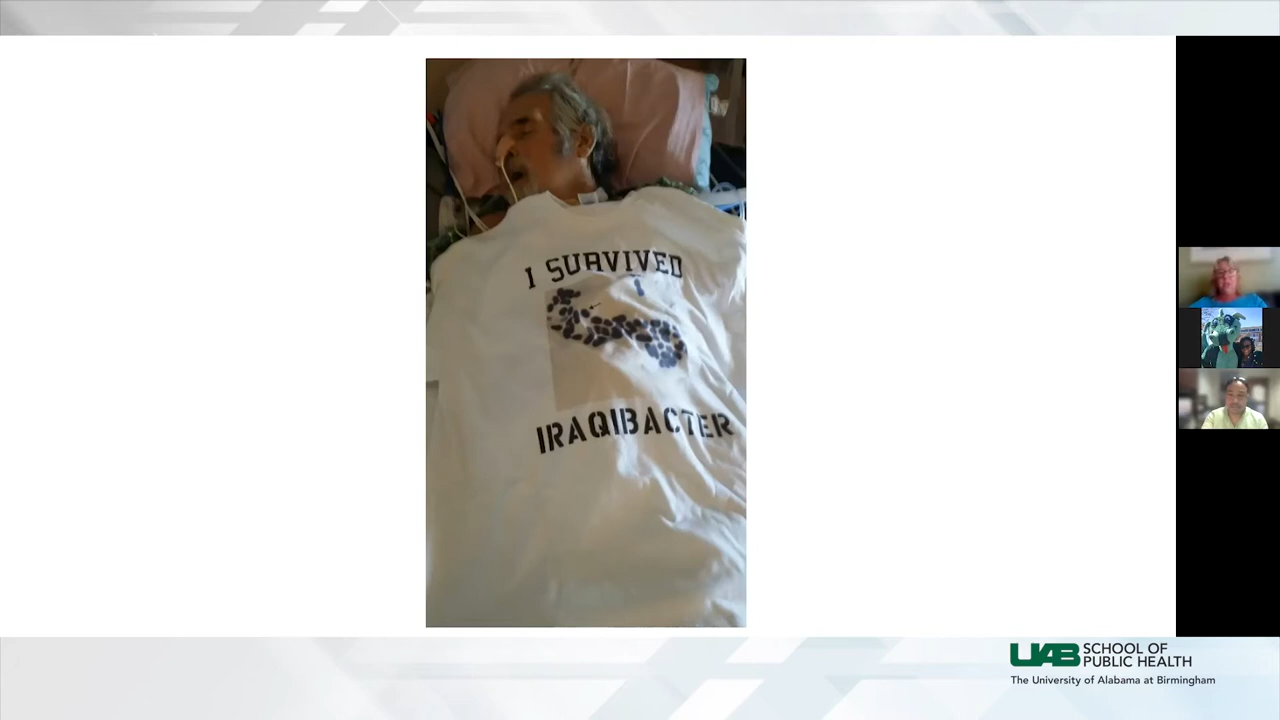 I SURVIVED
IRAQIBACTER
UAB SCHOOL OF
PUBLIC HEALTH
The University of Alabama at Birmingham